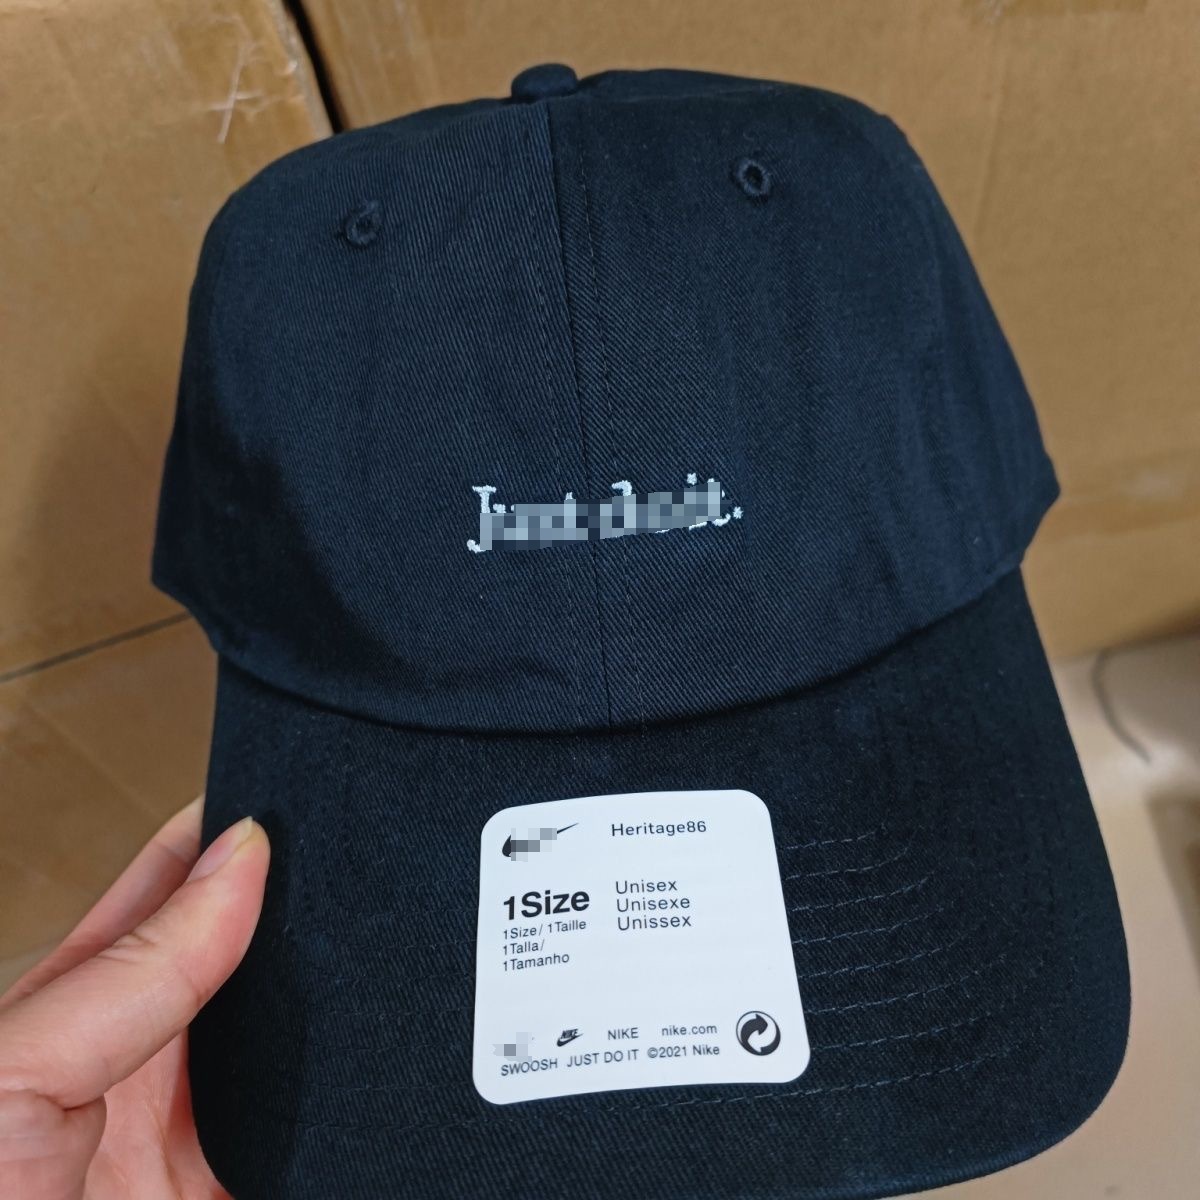 Heritage86
1Size
Unisex
Unisexe
Unissex
1Size/ 1Taille
1Talla/
1Tamanho
NIKE
NIKE nike.com
SWOOSH JUST DO IT ©2021 Nike